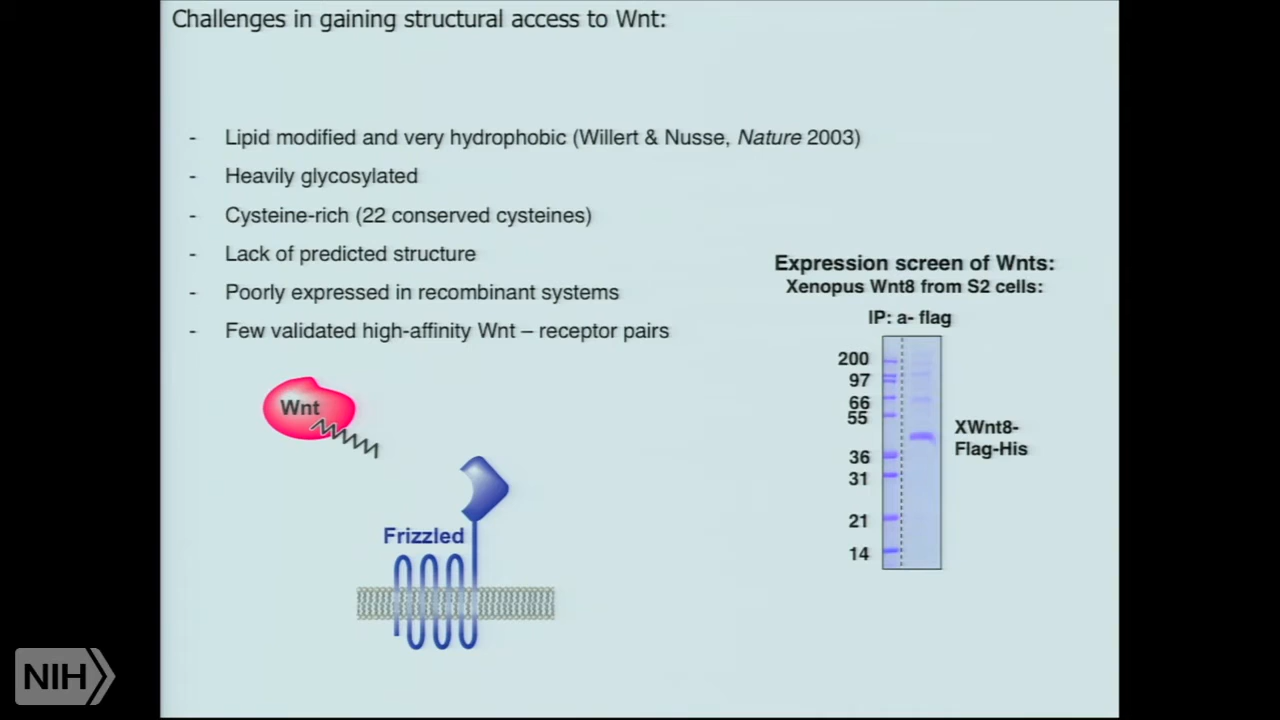 Challenges in gaining structural access to Wnt:
- Lipid modified and very hydrophobic (Willert & Nusse, Nature 2003)
- Heavily glycosylated
- Cysteine-rich (22 conserved cysteines)
- Lack of predicted structure
- Poorly expressed in recombinant systems
- Few validated high-affinity Wnt – receptor pairs
Wnt
Frizzled
Expression screen of Wnts:
Xenopus Wnt8 from S2 cells:
IP: a- flag
200
97
66
55
36
31
21
14
XWnt8-
Flag-His
NIH